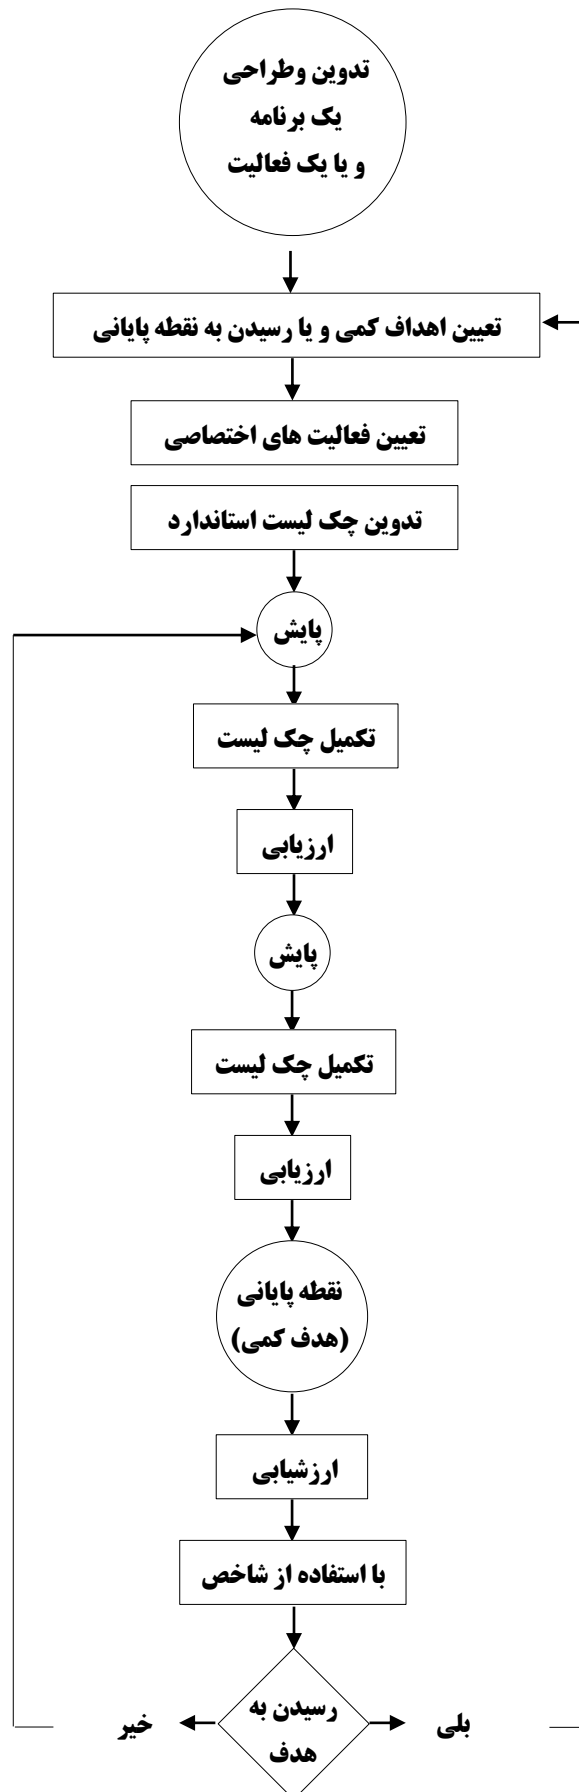 تدوین وطراحی
یک برنامه
و یا یک فعالیت
تعیین اهداف کمی و یا رسیدن به نقطه پایانی
تعیین فعالیت های اختصاصی
تدوین چک لیست استاندارد
پایش
تکمیل چک لیست
ارزیابی
پایش
تکمیل چک لیست
ارزیابی
نقطه پایانی
(هدف کمی)
ارزشیابی
با استفاده از شاخص
رسیدن به
هدف
بلی
خیر